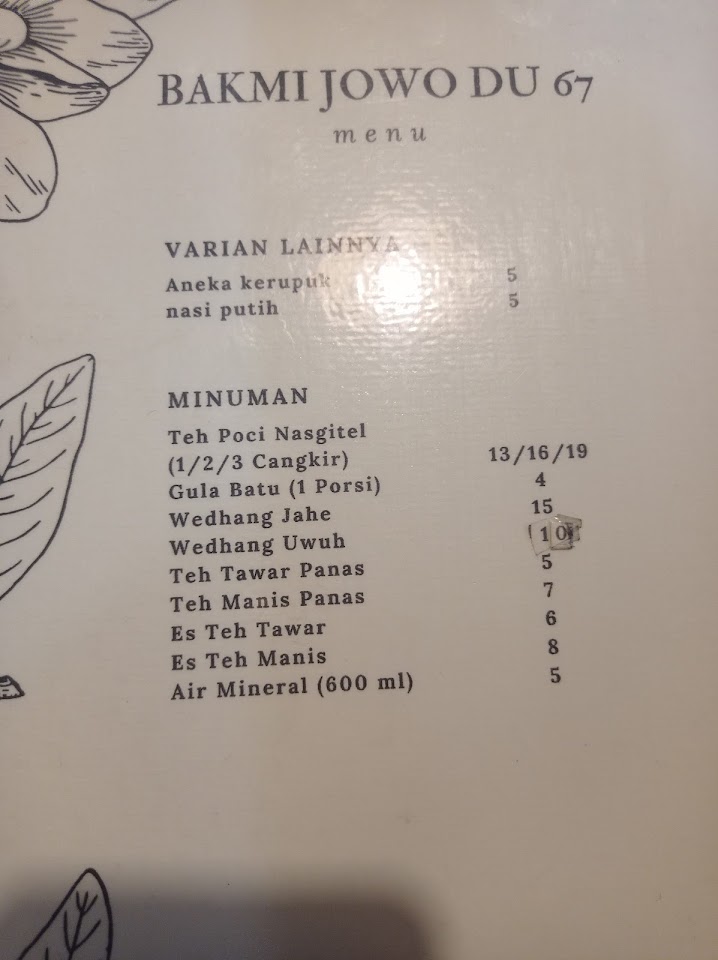 BAKMI JOWO DU 67
menu
VARIAN LAINNYA
Aneka kerupuk 5
nasi putih 5
MINUMAN
Teh Poci Nasgitel
(1/2/3 Cangkir) 13/16/19
Gula Batu (1 Porsi) 4
Wedhang Jahe 15
Wedhang Uwuh 10
Teh Tawar Panas 5
Teh Manis Panas 7
Es Teh Tawar 6
Es Teh Manis 8
Air Mineral (600 ml) 5